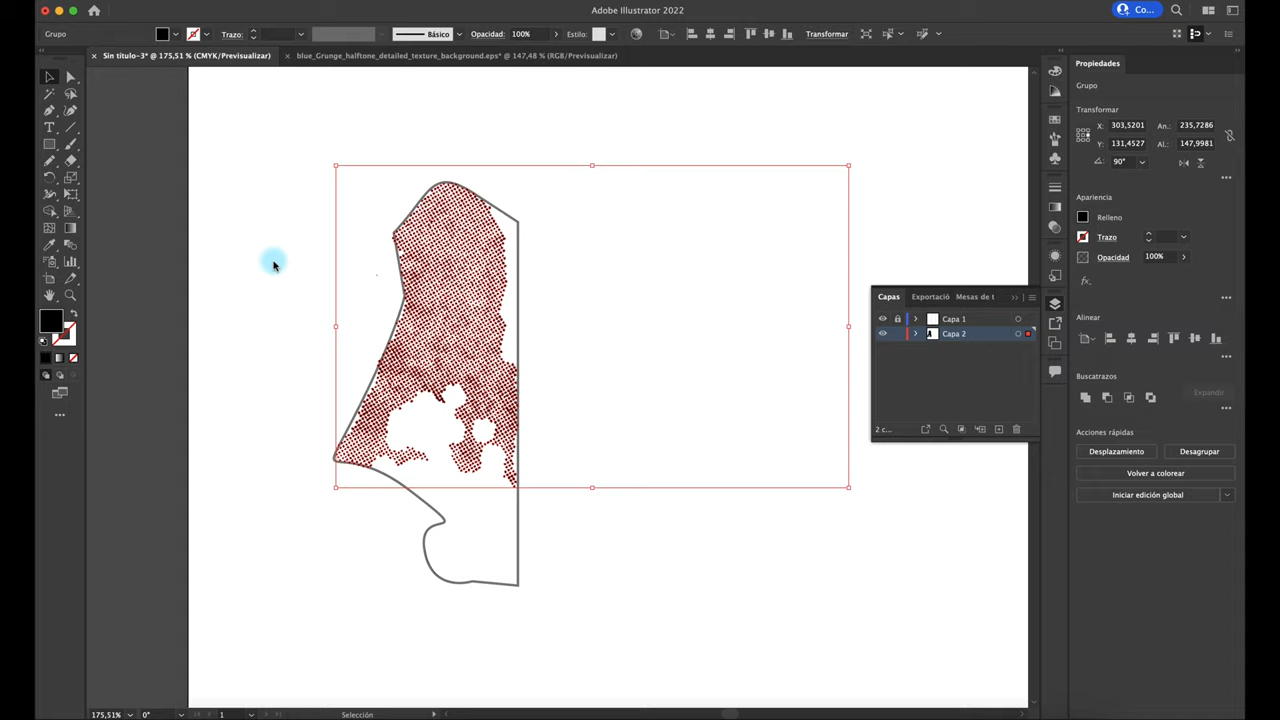 Adobe Illustrator 2022
Co...
Grupo
Trazo:
Básico
Opacidad:
100%
Estilo:
Transformar
Sin título-3* @ 175,51 % (CMYK/Previsualizar)
blue_Grunge_halftone_detailed_texture_background.eps* @ 147,48 % (RGB/Previsualizar)
Propiedades
Grupo
Transformar
X: 303,5201
An.: 235,7286
Y: 131,4527
Al.: 147,9981
90°
Apariencia
Relleno
Trazo
Opacidad
100%
fx.
Alinear
Buscatrazos
Expandir
Acciones rápidas
Desplazamiento
Desagrupar
Volver a colorear
Iniciar edición global
Capas
Exportació
Mesas de t
Capa 1
Capa 2
2 c...
175,51%
0°
1
Selección